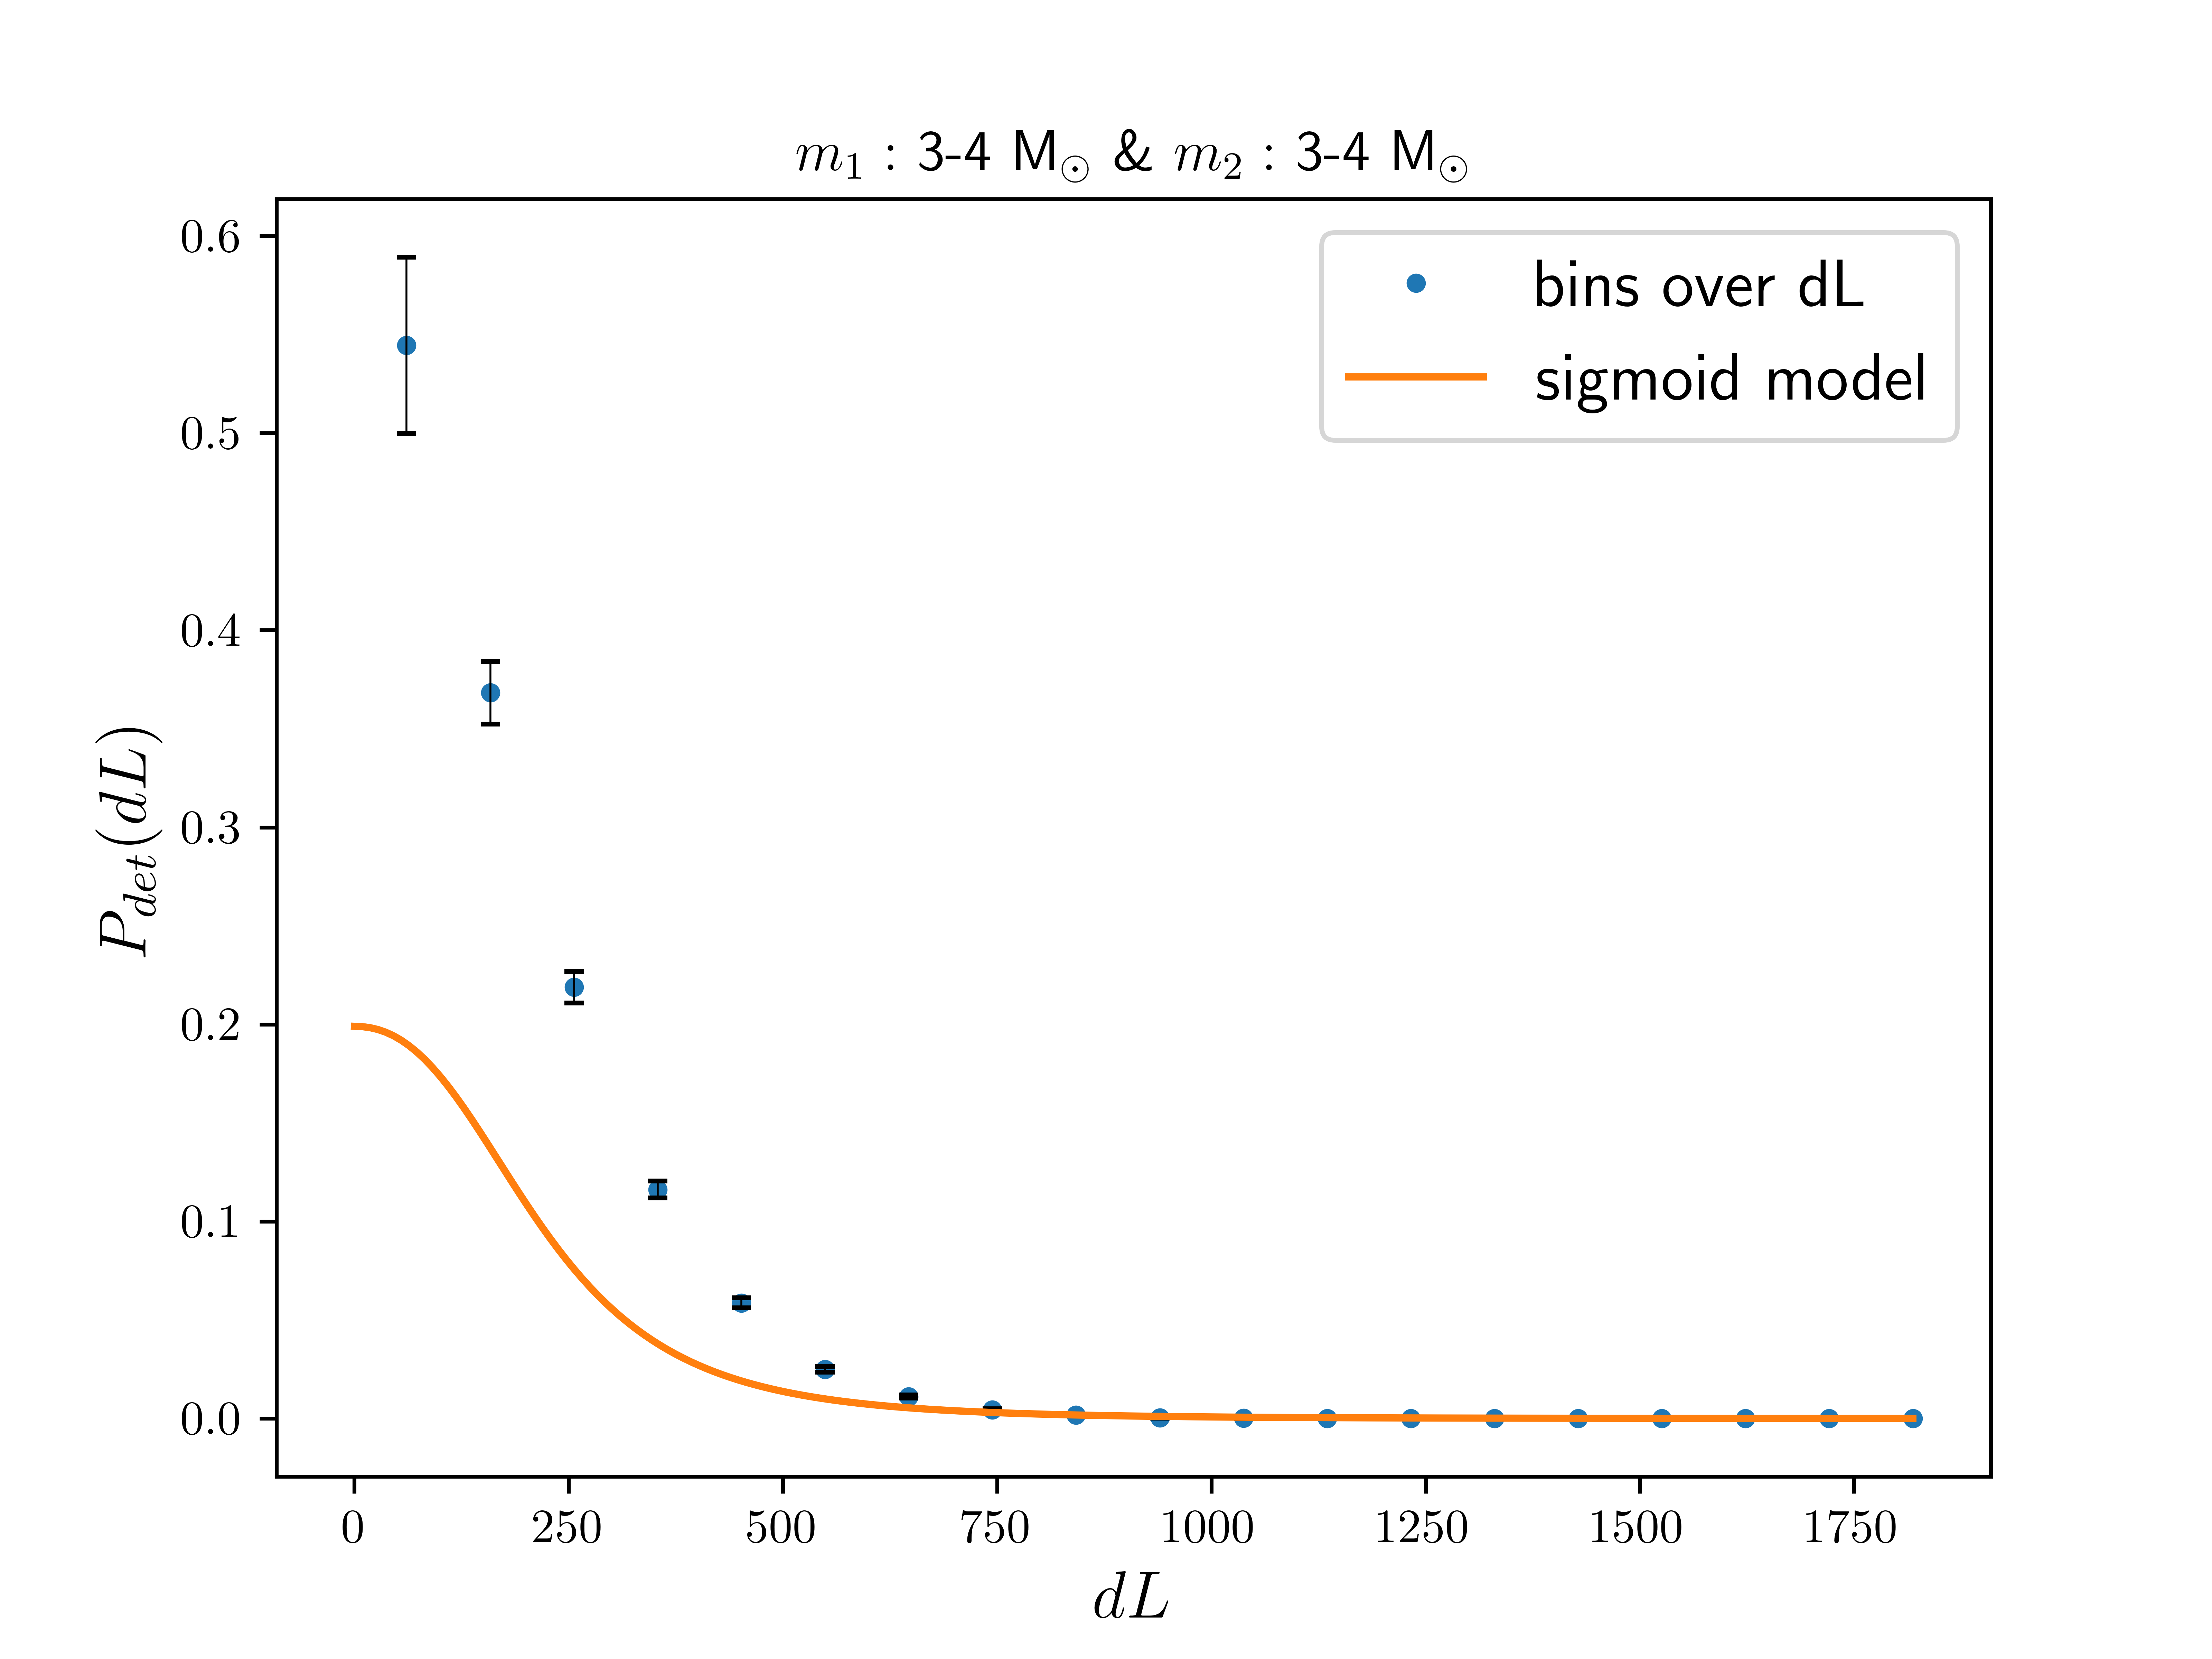 m₁ : 3-4 M⊙ & m₂ : 3-4 M⊙
bins over dL
sigmoid model
0.6
0.5
0.4
0.3
0.2
0.1
0.0
P_det(dL)
0 250 500 750 1000 1250 1500 1750
dL